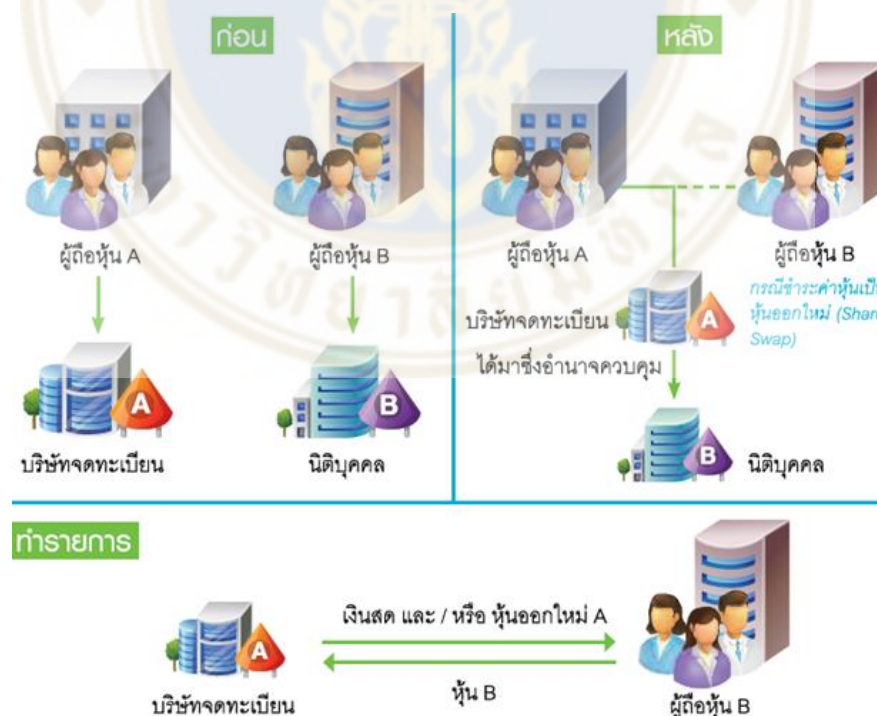 ก่อน
หลัง
ผู้ถือหุ้น A
ผู้ถือหุ้น B
ผู้ถือหุ้น A
ผู้ถือหุ้น B
A
บริษัทจดทะเบียน
B
นิติบุคคล
กรณีชำระค่าหุ้นเป็
หุ้นออกใหม่ (Shar
Swap)
บริษัทจดทะเบียน
A
ได้มาซึ่งอำนาจควบคุม
B
นิติบุคคล
ทำรายการ
เงินสด และ / หรือ หุ้นออกใหม่ A
A
หุ้น B
บริษัทจดทะเบียน
ผู้ถือหุ้น B